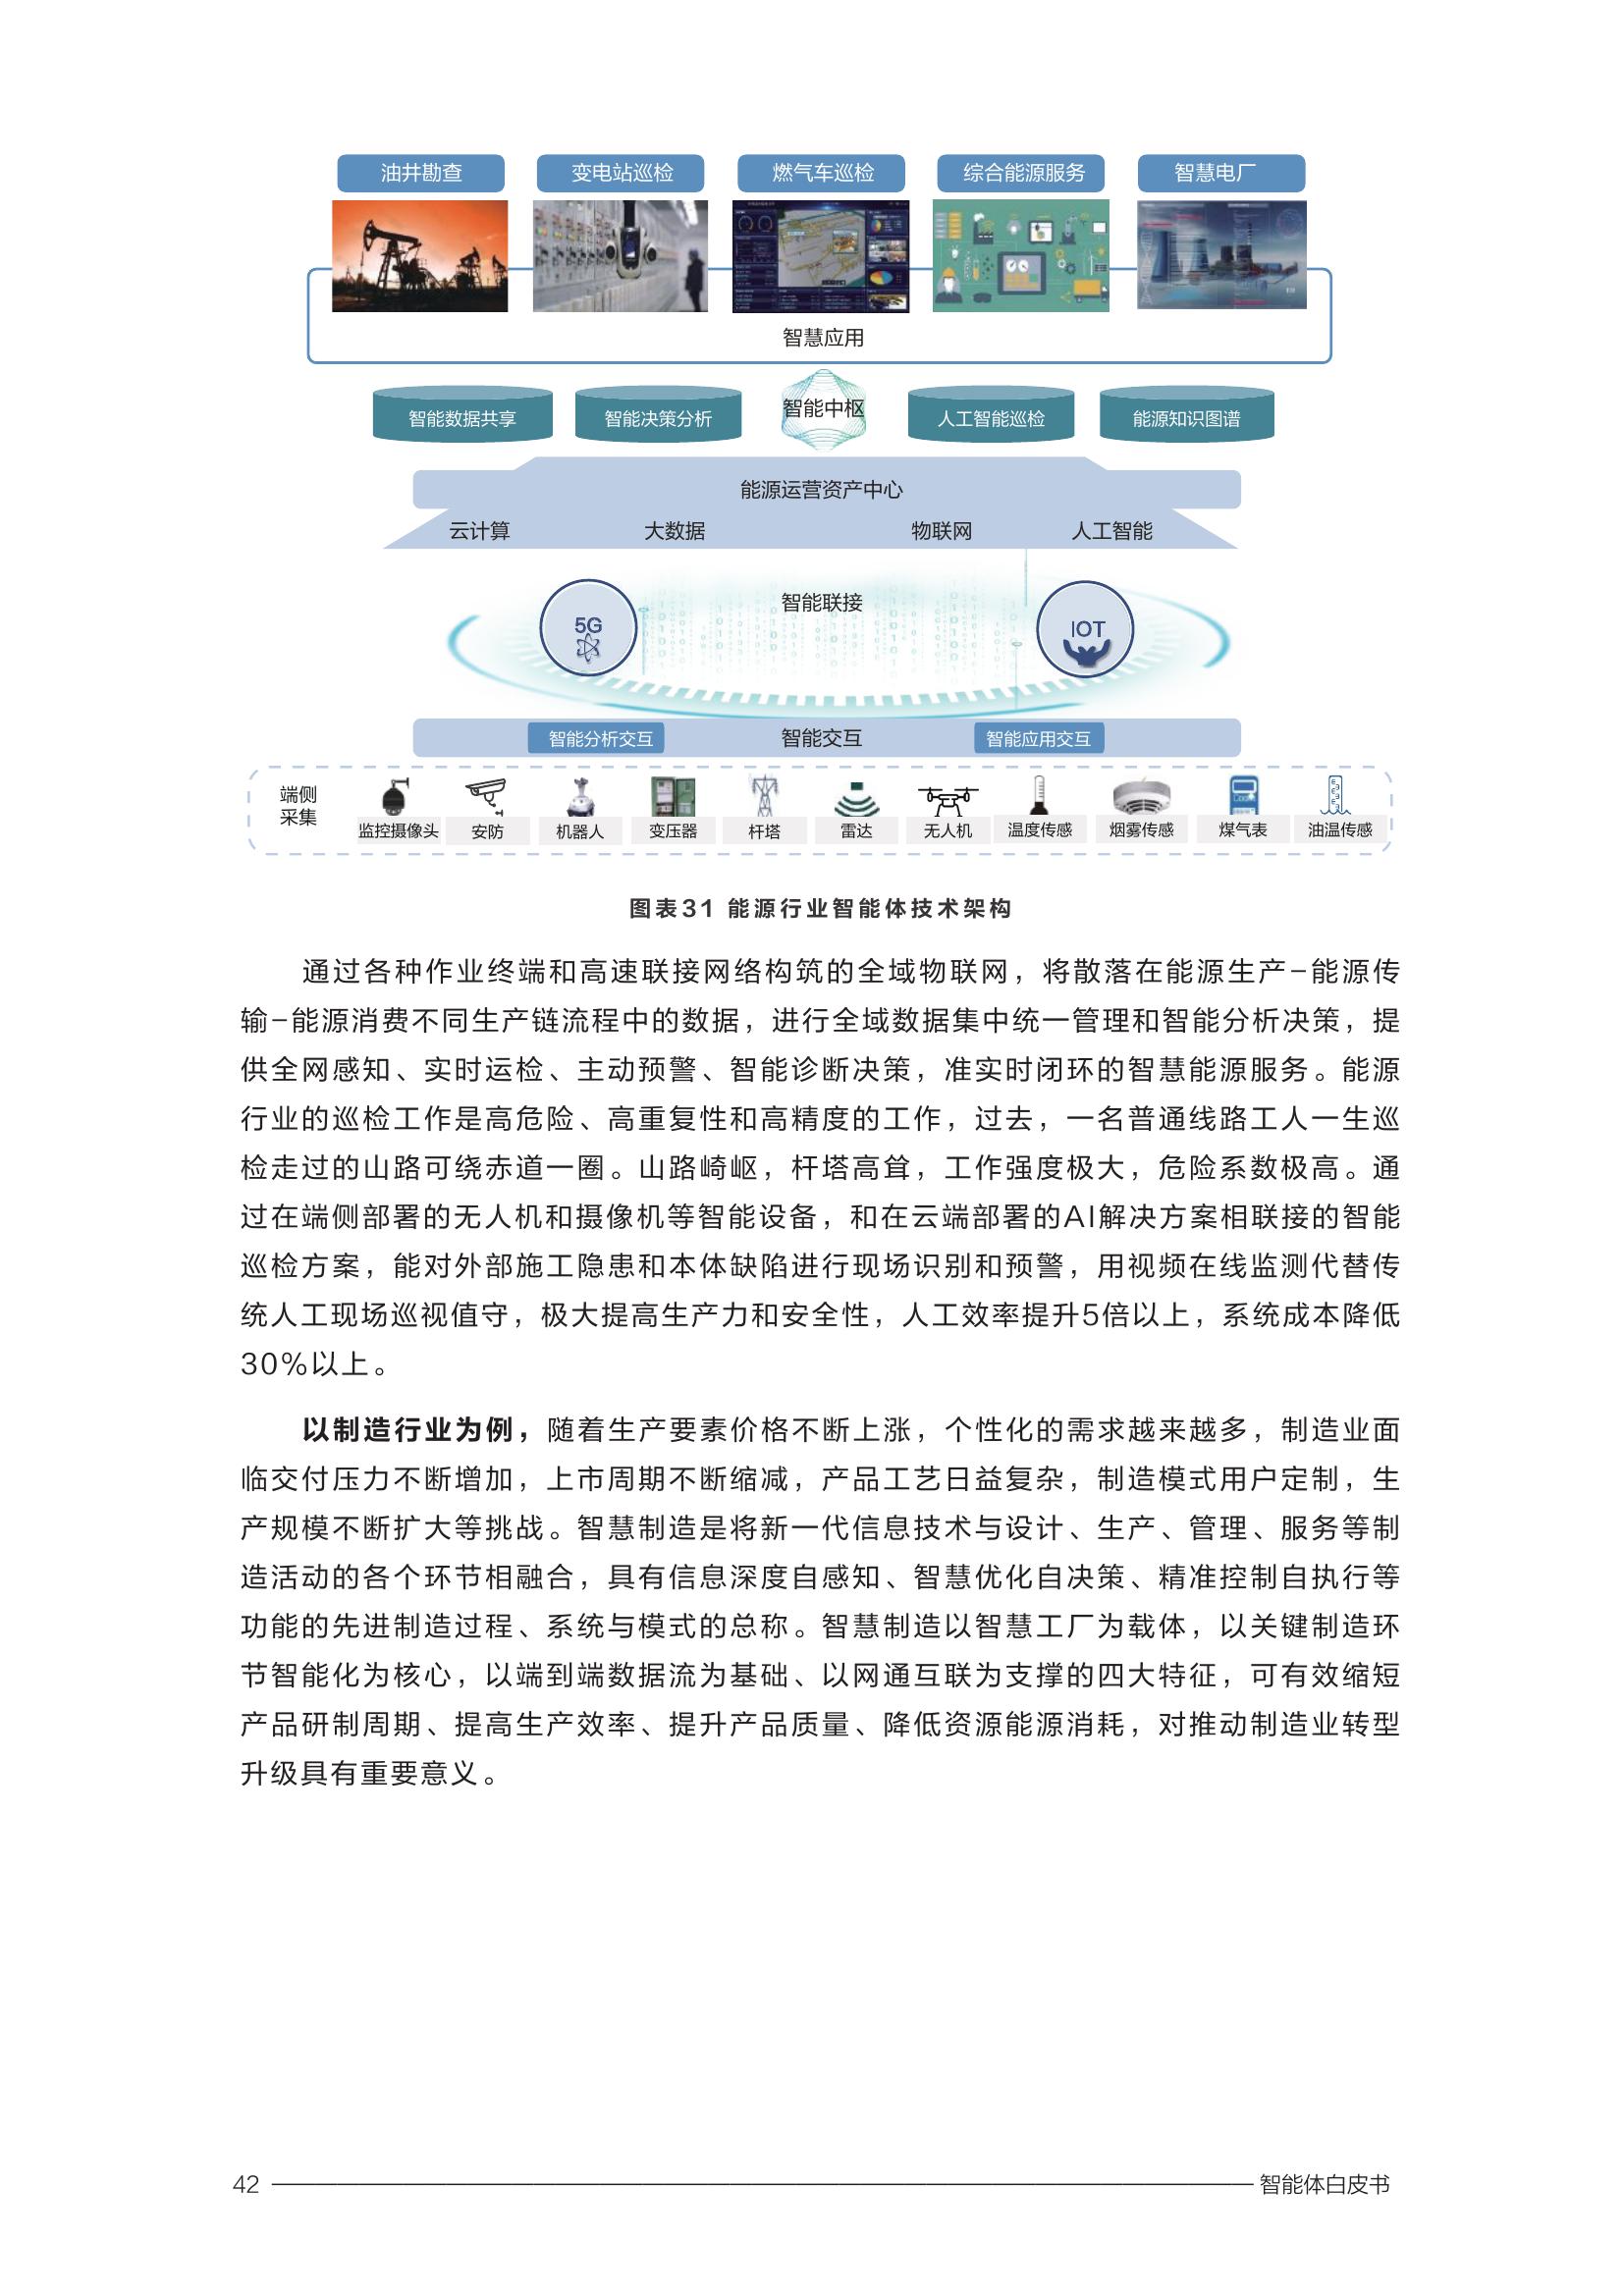 油井勘查 变电站巡检 燃气车巡检 综合能源服务 智慧电厂
智慧应用
智能数据共享 智能决策分析 智能中枢 人工智能巡检 能源知识图谱
能源运营资产中心
云计算 大数据 物联网 人工智能
智能联接
5G IOT
智能分析交互 智能交互 智能应用交互
端侧
采集
监控摄像头 安防 机器人 变压器 杆塔 雷达 无人机 温度传感 烟雾传感 煤气表 油温传感
图表31 能源行业智能体技术架构
通过各种作业终端和高速联接网络构筑的全域物联网，将散落在能源生产–能源传
输–能源消费不同生产链流程中的数据，进行全域数据集中统一管理和智能分析决策，提
供全网感知、实时运检、主动预警、智能诊断决策，准实时闭环的智慧能源服务。能源
行业的巡检工作是高危险、高重复性和高精度的工作，过去，一名普通线路工人一生巡
检走过的山路可绕赤道一圈。山路崎岖，杆塔高耸，工作强度极大，危险系数极高。通
过在端侧部署的无人机和摄像机等智能设备，和在云端部署的AI解决方案相联接的智能
巡检方案，能对外部施工隐患和本体缺陷进行现场识别和预警，用视频在线监测代替传
统人工现场巡视值守，极大提高生产力和安全性，人工效率提升5倍以上，系统成本降低
30%以上。
以制造行业为例，随着生产要素价格不断上涨，个性化的需求越来越多，制造业面
临交付压力不断增加，上市周期不断缩减，产品工艺日益复杂，制造模式用户定制，生
产规模不断扩大等挑战。智慧制造是将新一代信息技术与设计、生产、管理、服务等制
造活动的各个环节相融合，具有信息深度自感知、智慧优化自决策、精准控制自执行等
功能的先进制造过程、系统与模式的总称。智慧制造以智慧工厂为载体，以关键制造环
节智能化为核心，以端到端数据流为基础、以网通互联为支撑的四大特征，可有效缩短
产品研制周期、提高生产效率、提升产品质量、降低资源能源消耗，对推动制造业转型
升级具有重要意义。
42 智能体白皮书